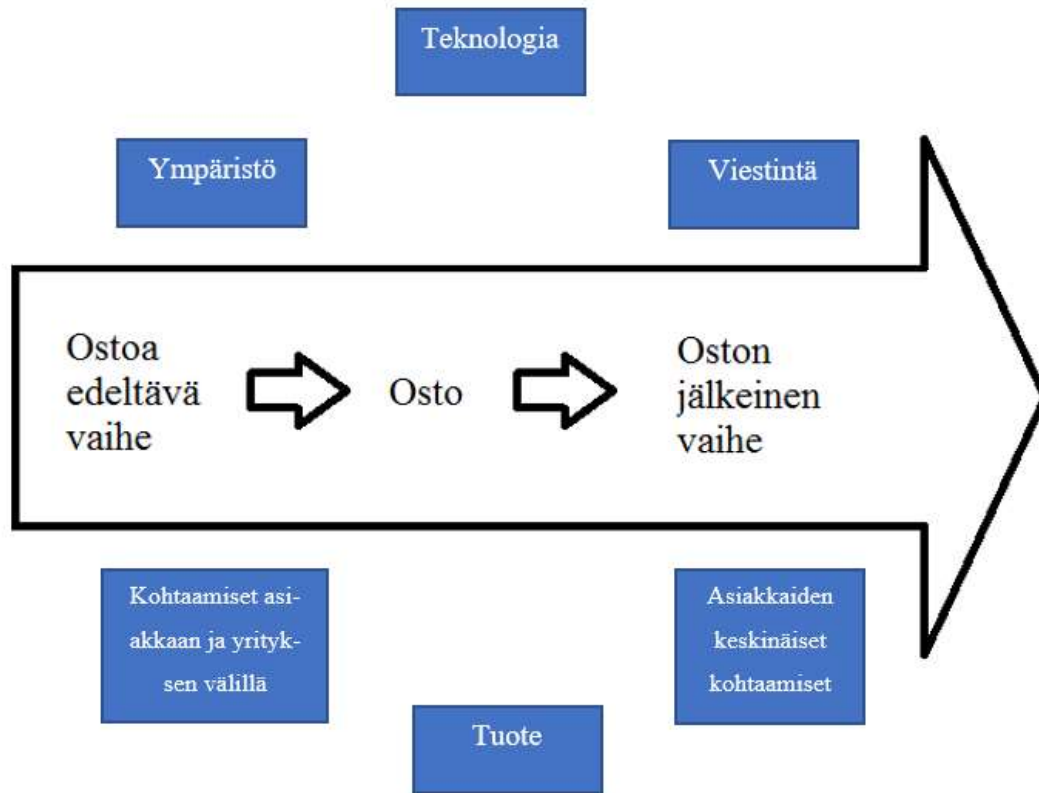 Teknologia
Ympäristö
Viestintä
Ostoa
edeltävä
vaihe
Osto
Oston
jälkeinen
vaihe
Kohtaamiset asi-
akkaan ja yrityk-
sen välillä
Asiakkaiden
keskinäiset
kohtaamiset
Tuote